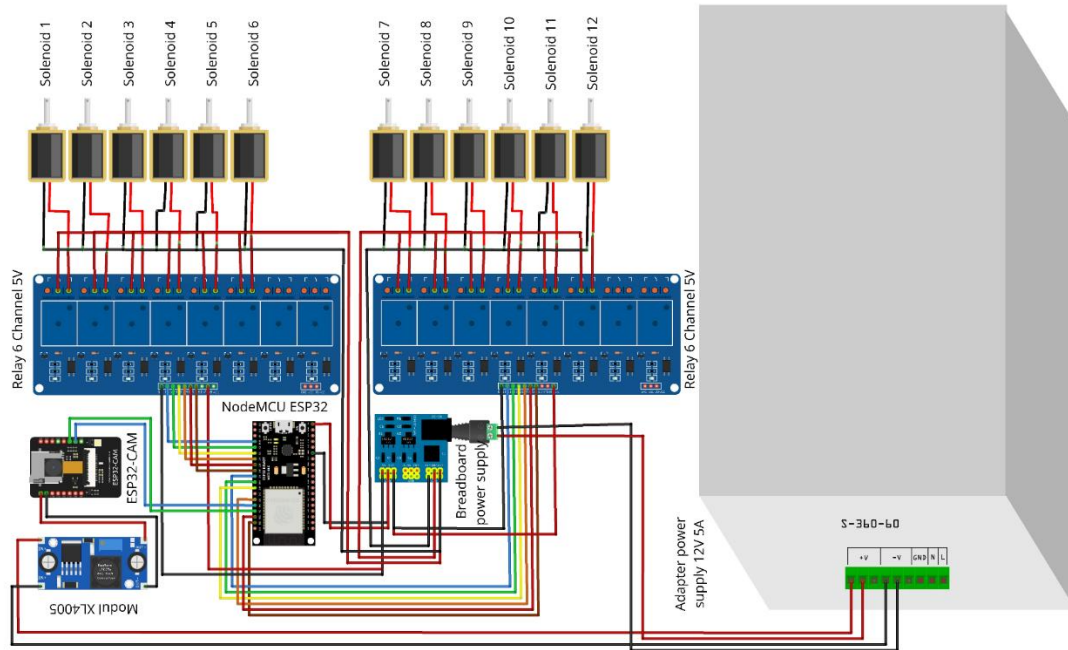 Solenoid 1
Solenoid 2
Solenoid 3
Solenoid 4
Solenoid 5
Solenoid 6
Solenoid 7
Solenoid 8
Solenoid 9
Solenoid 10
Solenoid 11
Solenoid 12
Relay 6 Channel 5V
Relay 6 Channel 5V
NodeMCU ESP32
ESP32-CAM
ESP32-CAM
Breadboard
power supply
Modul XL4005
Adapter power
supply 12V 5A
S-360-60
+V
-V
GND
N
L